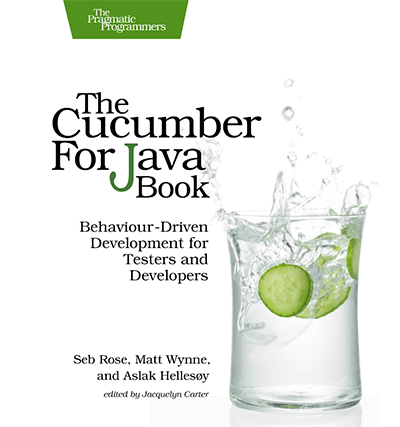 The
Pragmatic
Programmers
The
Cucumber
For Java
Book
Behaviour-Driven
Development for
Testers and
Developers
Seb Rose, Matt Wynne,
and Aslak Hellesøy
edited by Jacquelyn Carter